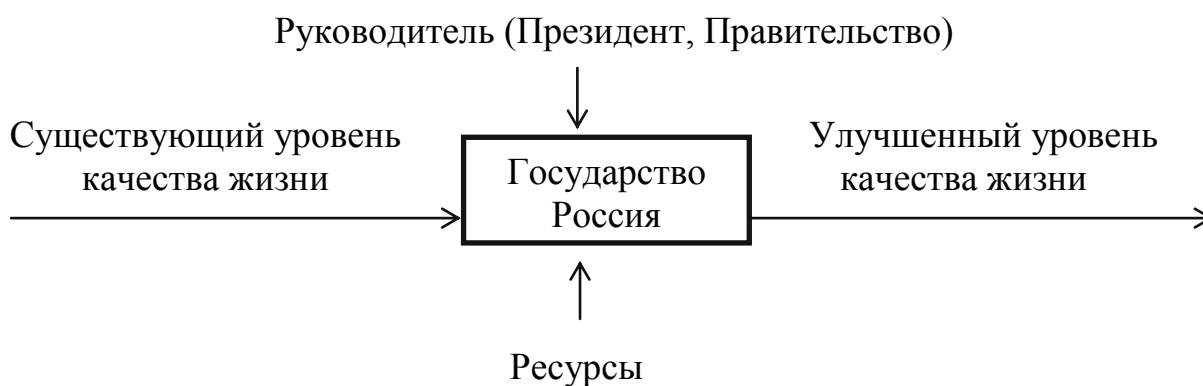 Руководитель (Президент, Правительство)
Существующий уровень
качества жизни
Государство
Россия
Улучшенный уровень
качества жизни
Ресурсы